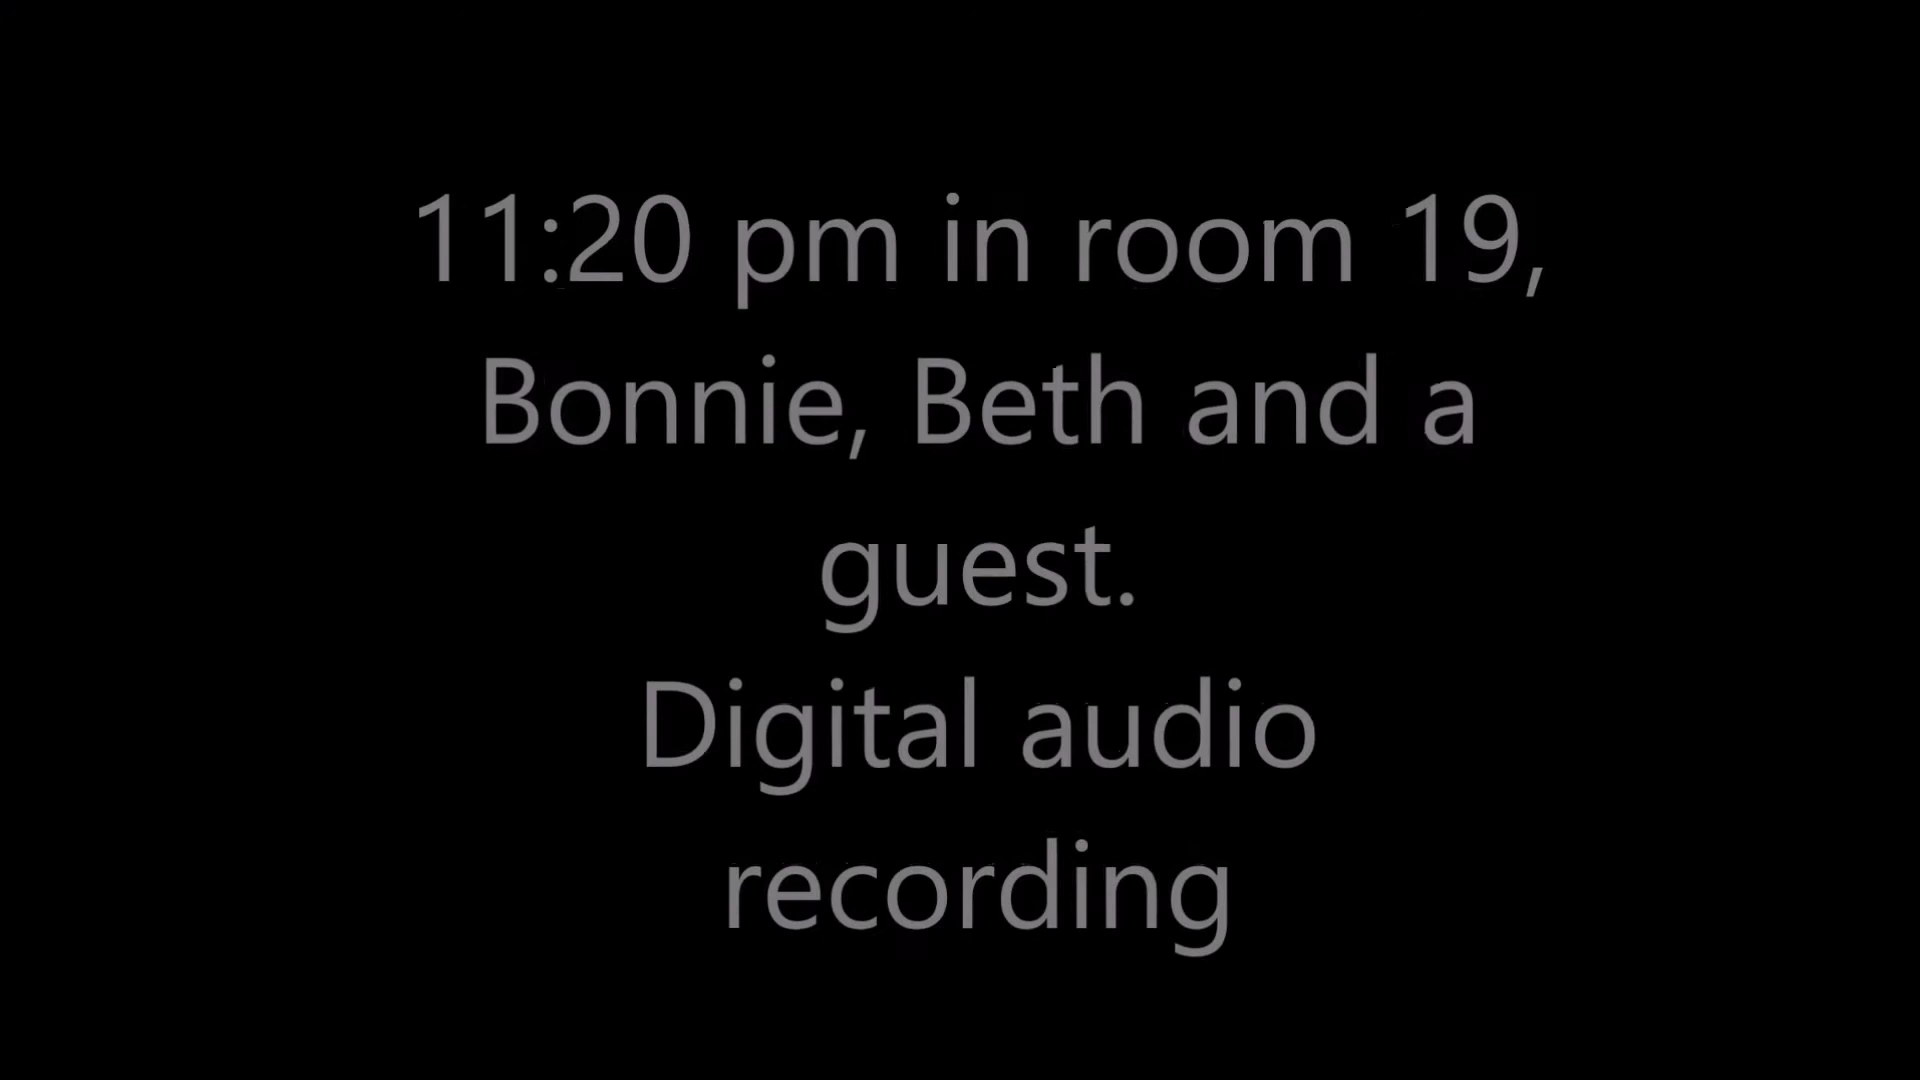 11:20 pm in room 19,
Bonnie, Beth and a
guest.
Digital audio
recording